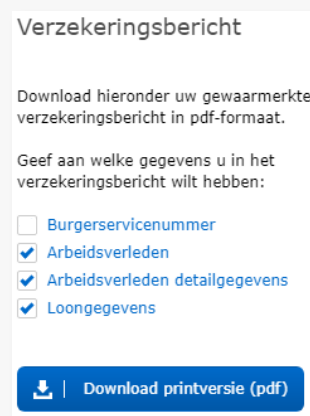 Verzekeringsbericht
Download hieronder uw gewaarmerkte
verzekeringsbericht in pdf-formaat.
Geef aan welke gegevens u in het
verzekeringsbericht wilt hebben:
Burgerservicenummer
Arbeidsverleden
Arbeidsverleden detailgegevens
Loongegevens
Download printversie (pdf)